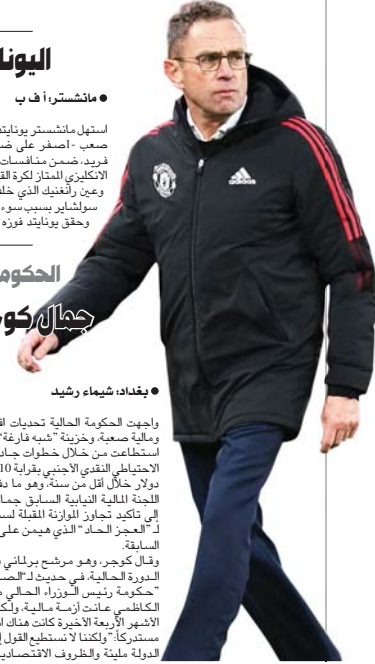 اليونا
● مانشستر: أ ف ب
استهل مانشستر يونايتد
صعب -1صفر على ض
فريد، ضمن منافسات
الانكليزي الممتاز لكرة الق
وعين رانغنيك الذي خلف
سولشاير بسبب سوء
وحقق يونايتد فوزه
adidas
الحكوم
جمال كوج
● بغداد: شيماء رشيد
واجهت الحكومة الحالية تحديات اق
ومالية صعبة، وخزينة "شبه فارغة"
استطاعت من خلال خطوات جاد
الاحتياطي النقدي الأجنبي بقرابة 10
دولار خلال أقل من سنة، وهو ما دف
اللجنة المالية النيابية السابق جما
إلى تأكيد تجاوز الموازنة المقبلة لس
لـ "العجز الحاد" الذي هيمن على
السابقة.
وقال كوجر، وهو مرشح برلماني
الدورة الحالية، في حديث لـ"الصـ
"حكومة رئيس الوزراء الحالي م
الكاظمي عانت أزمة مالية، ولك
الأشهر الأربعة الأخيرة كانت هناك ا
مستدركاً: "ولكننا لا نستطيع القول إ
الدولة مليئة والظروف الاقتصادي